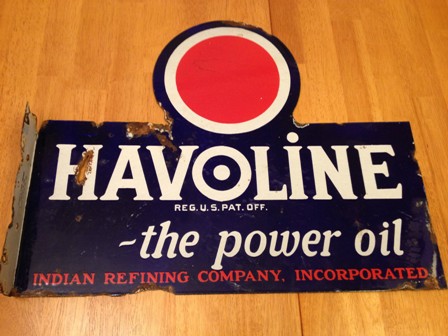 HAVOLINE
REG. U.S. PAT. OFF.
~the power oil
INDIAN REFINING COMPANY, INCORPORATED